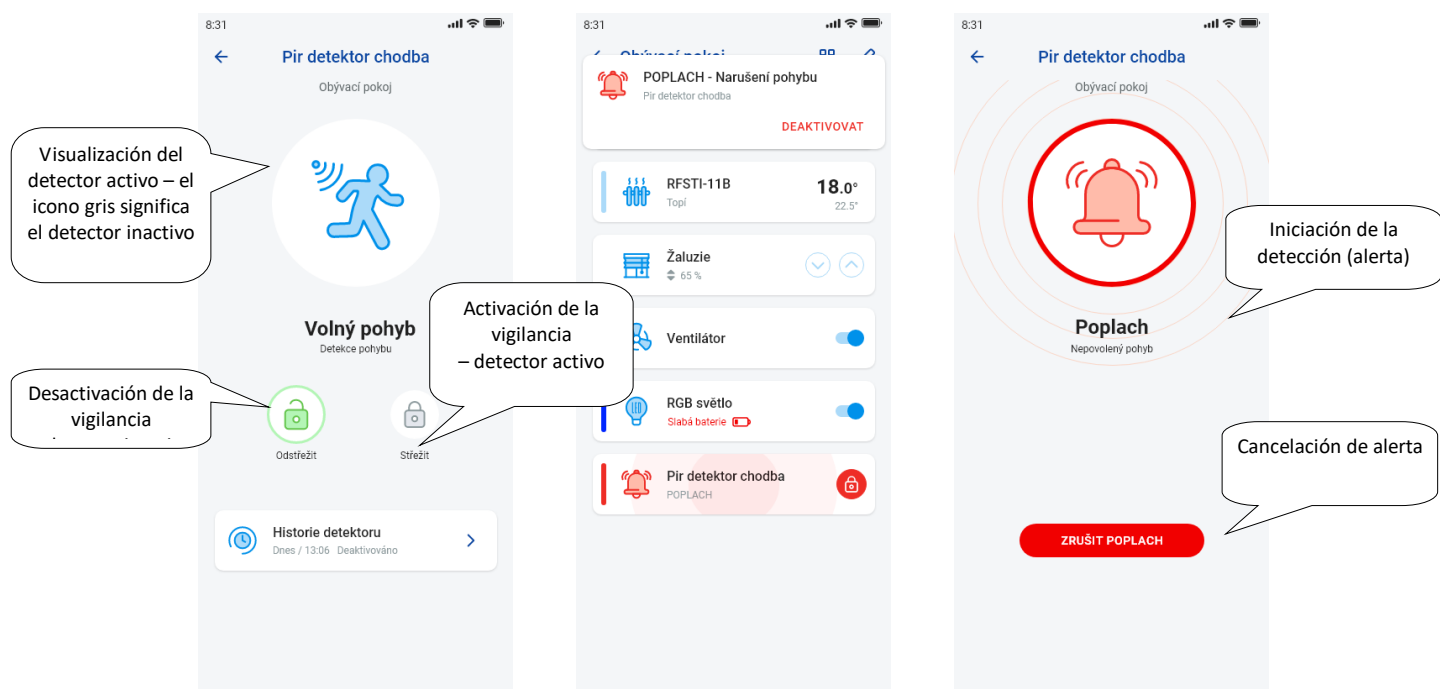 8:31
Pir detektor chodba
Obývací pokoj
Visualización del
detector activo – el
icono gris significa
el detector inactivo
Volný pohyb
Detekce pohybu
Desactivación de la
vigilancia
Activación de la
vigilancia
– detector activo
Odstřežit
Střežit
Historie detektoru
Dnes / 13:06 Deaktivováno
8:31
Obývací pokoj
POPLACH - Narušení pohybu
Pir detektor chodba
DEAKTIVOVAT
RFSTI-11B
Topí
18.0°
22.5°
Žaluzie
65 %
Ventilátor
RGB světlo
Slabá baterie
Pir detektor chodba
POPLACH
8:31
Pir detektor chodba
Obývací pokoj
Iniciación de la
detección (alerta)
Poplach
Nepovolený pohyb
Cancelación de alerta
ZRUŠIT POPLACH